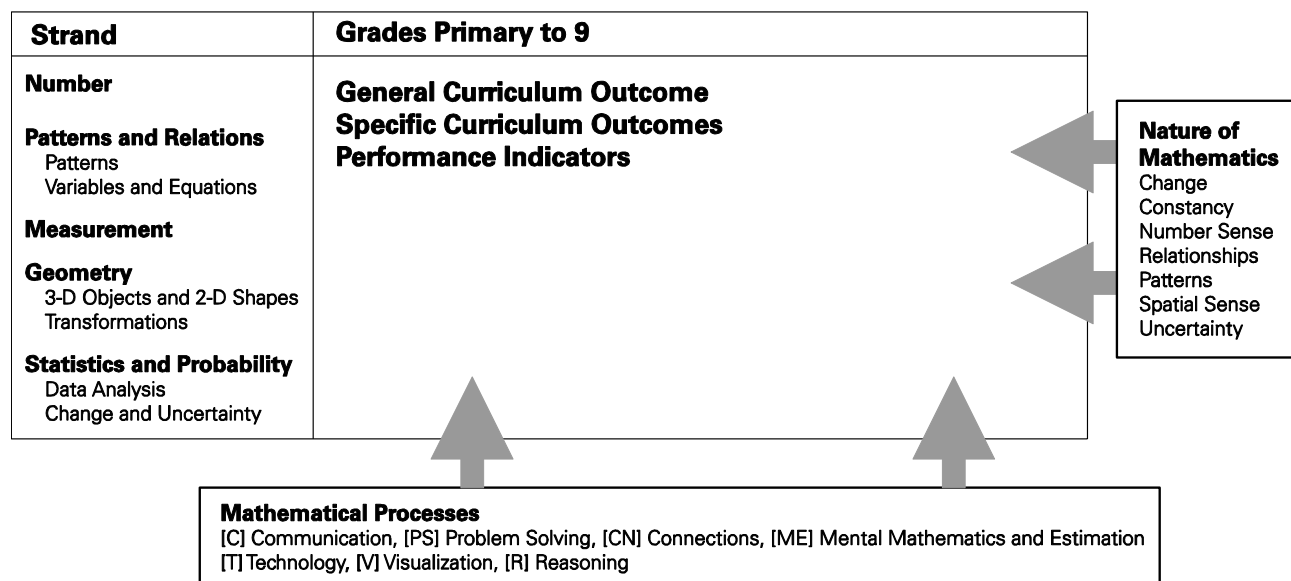 Strand
Grades Primary to 9
Number
Patterns and Relations
Patterns
Variables and Equations
Measurement
Geometry
3-D Objects and 2-D Shapes
Transformations
Statistics and Probability
Data Analysis
Change and Uncertainty
General Curriculum Outcome
Specific Curriculum Outcomes
Performance Indicators
Nature of
Mathematics
Change
Constancy
Number Sense
Relationships
Patterns
Spatial Sense
Uncertainty
Mathematical Processes
[C] Communication, [PS] Problem Solving, [CN] Connections, [ME] Mental Mathematics and Estimation
[T] Technology, [V] Visualization, [R] Reasoning